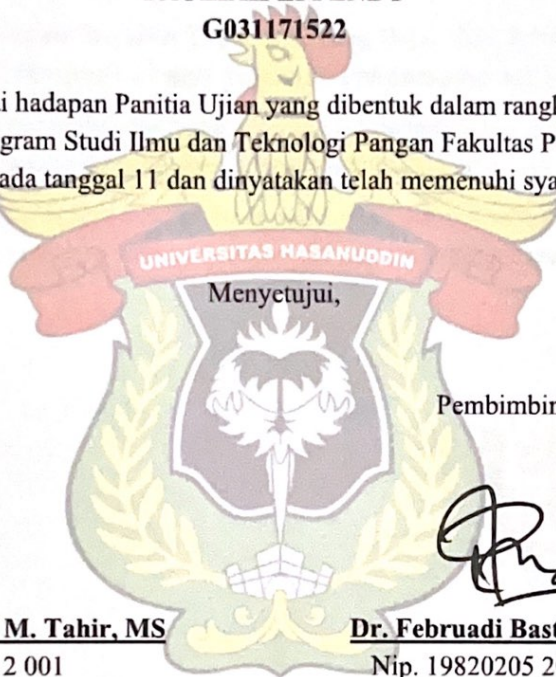 G031171522
i hadapan Panitia Ujian yang dibentuk dalam rang
gram Studi Ilmu dan Teknologi Pangan Fakultas P
ada tanggal 11 dan dinyatakan telah memenuhi sya
UNIVERSITAS HASANUDDIN
Menyetujui,
Pembimbin
M. Tahir, MS Dr. Februadi Bast
2 001 Nip. 19820205 2